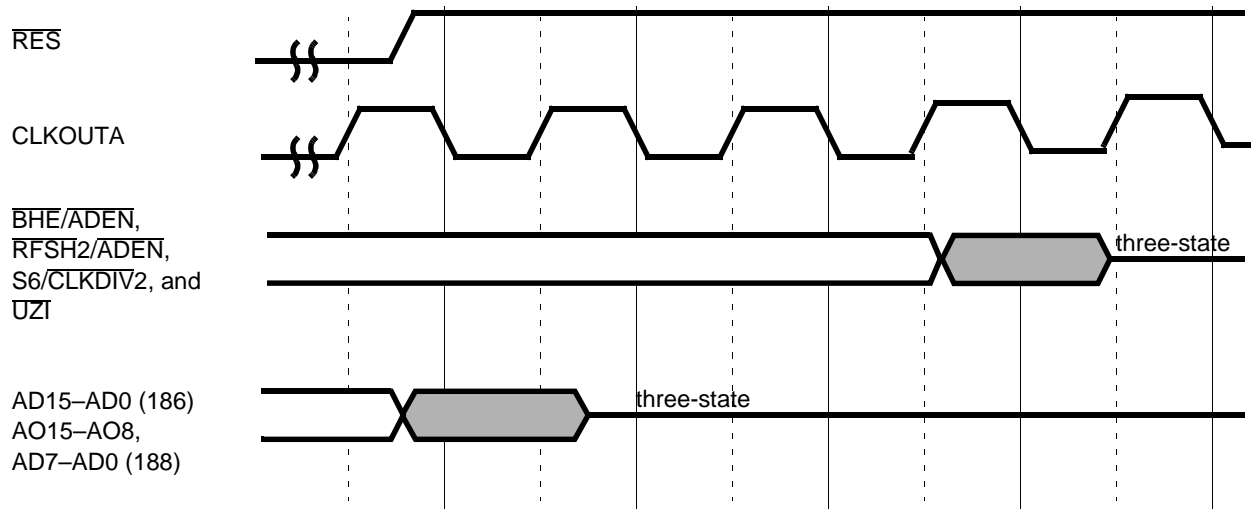 RES
CLKOUTA
BHE/ADEN,
RFSH2/ADEN,
S6/CLKDIV2, and
UZI
three-state
AD15–AD0 (186)
AO15–AO8,
AD7–AD0 (188)
three-state